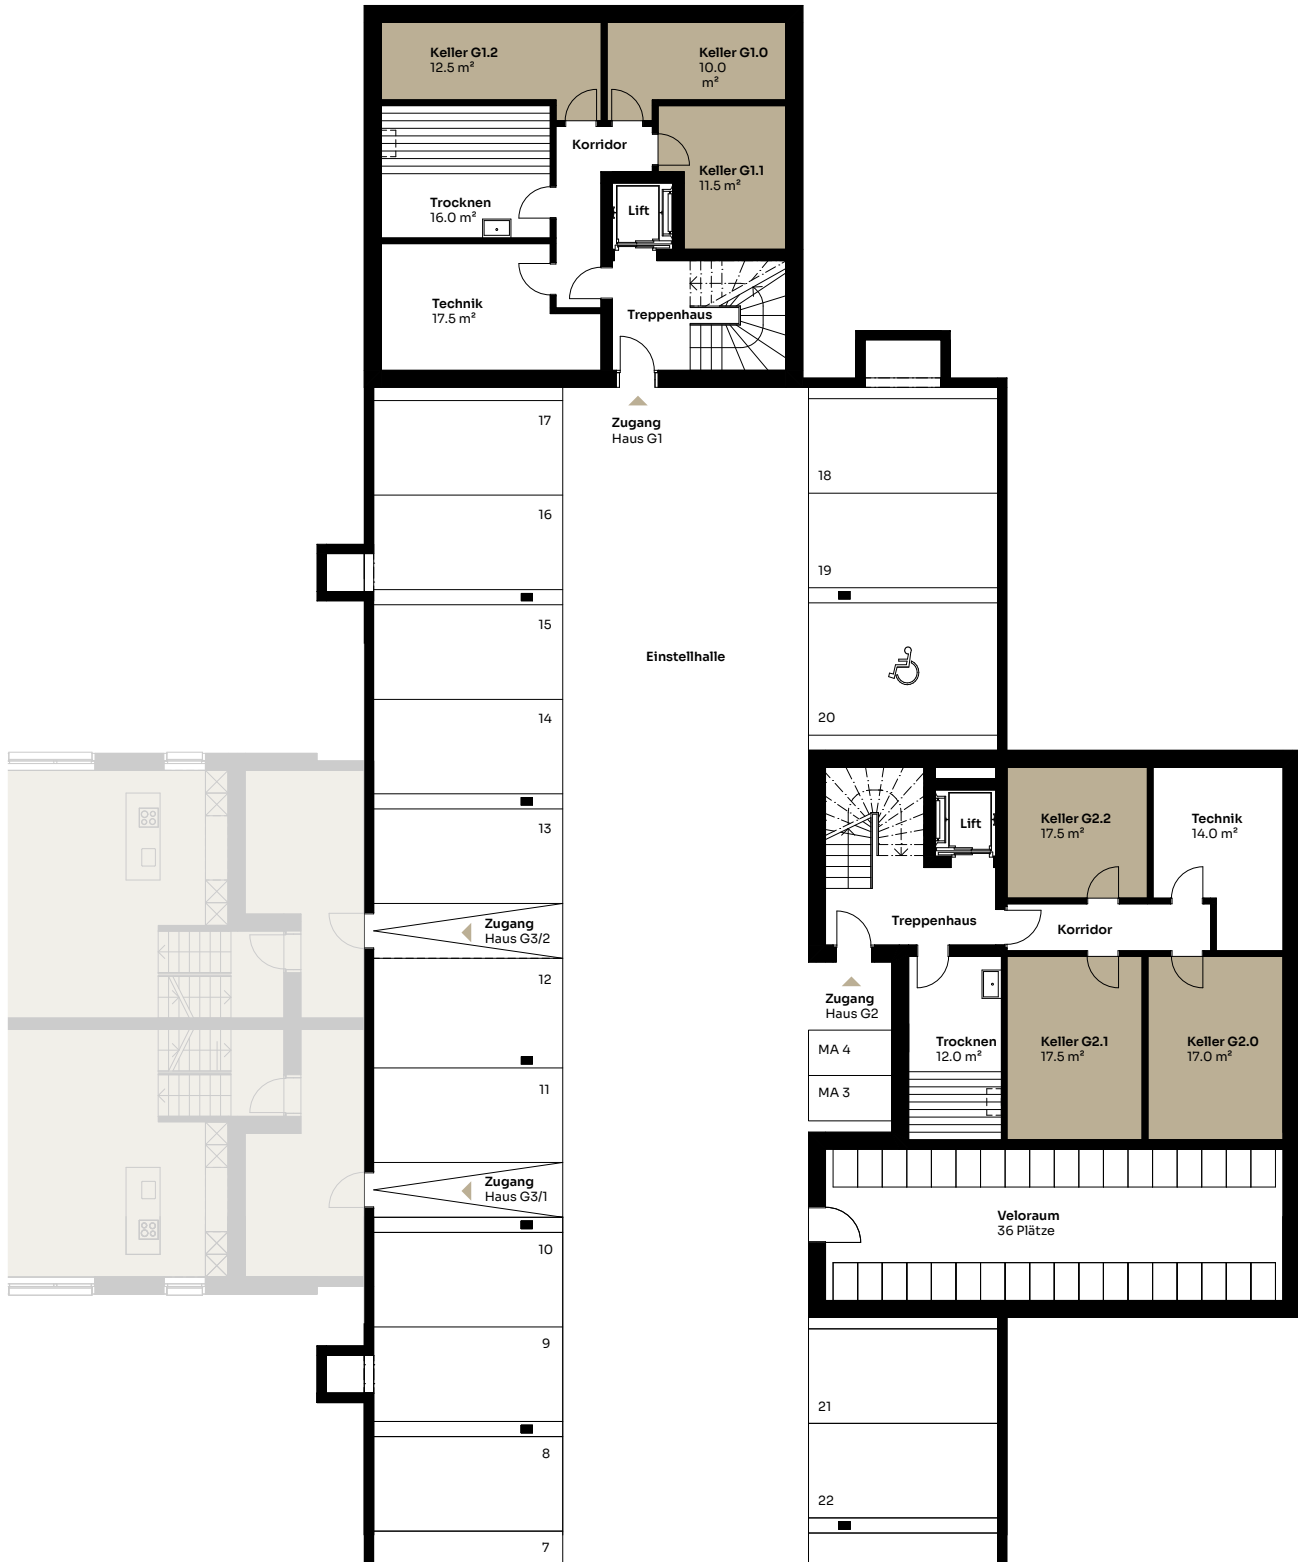 Keller G1.2
12.5 m²
Keller G1.0
10.0
m²
Korridor
Keller G1.1
11.5 m²
Trocknen
16.0 m²
Lift
Technik
17.5 m²
Treppenhaus
17
Zugang
Haus G1
18
16
19
15
Einstellhalle
14
20
13
Lift
Keller G2.2
17.5 m²
Technik
14.0 m²
Zugang
Haus G3/2
Treppenhaus
Korridor
12
Zugang
Haus G2
MA 4
Trocknen
12.0 m²
Keller G2.1
17.5 m²
Keller G2.0
17.0 m²
11
MA 3
Zugang
Haus G3/1
Veloraum
36 Plätze
10
9
21
8
22
7